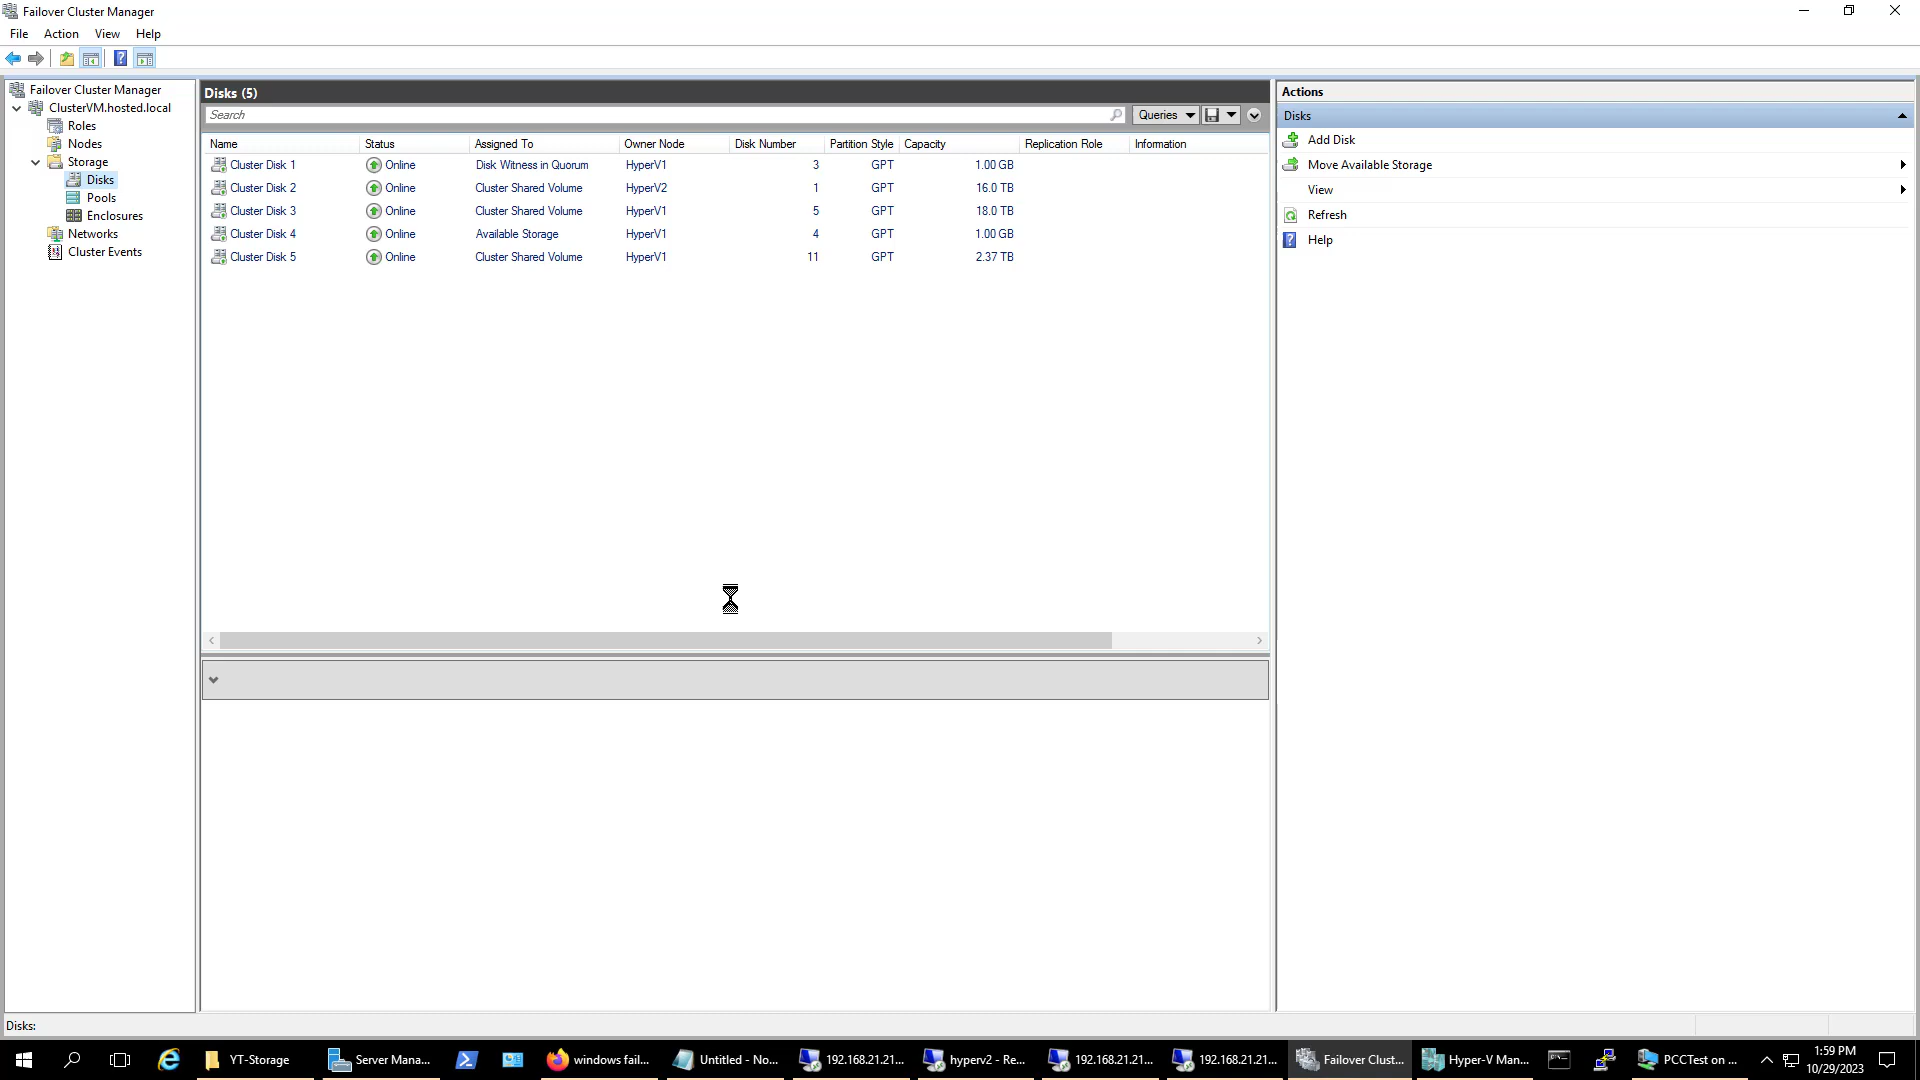 Failover Cluster Manager
File Action View Help
Failover Cluster Manager
ClusterVM.hosted.local
Roles
Nodes
Storage
Disks
Pools
Enclosures
Networks
Cluster Events
Disks (5)
Search
Queries
Name Status Assigned To Owner Node Disk Number Partition Style Capacity Replication Role Information
Cluster Disk 1 Online Disk Witness in Quorum HyperV1 3 GPT 1.00 GB
Cluster Disk 2 Online Cluster Shared Volume HyperV2 1 GPT 16.0 TB
Cluster Disk 3 Online Cluster Shared Volume HyperV1 5 GPT 18.0 TB
Cluster Disk 4 Online Available Storage HyperV1 4 GPT 1.00 GB
Cluster Disk 5 Online Cluster Shared Volume HyperV1 11 GPT 2.37 TB
Actions
Disks
Add Disk
Move Available Storage
View
Refresh
Help
Disks:
YT-Storage Server Mana... windows fail... Untitled - No... 192.168.21.21... hyperv2 - Re... 192.168.21.21... 192.168.21.21... Failover Clust... Hyper-V Man... PCCTest on ...
1:59 PM
10/29/2023